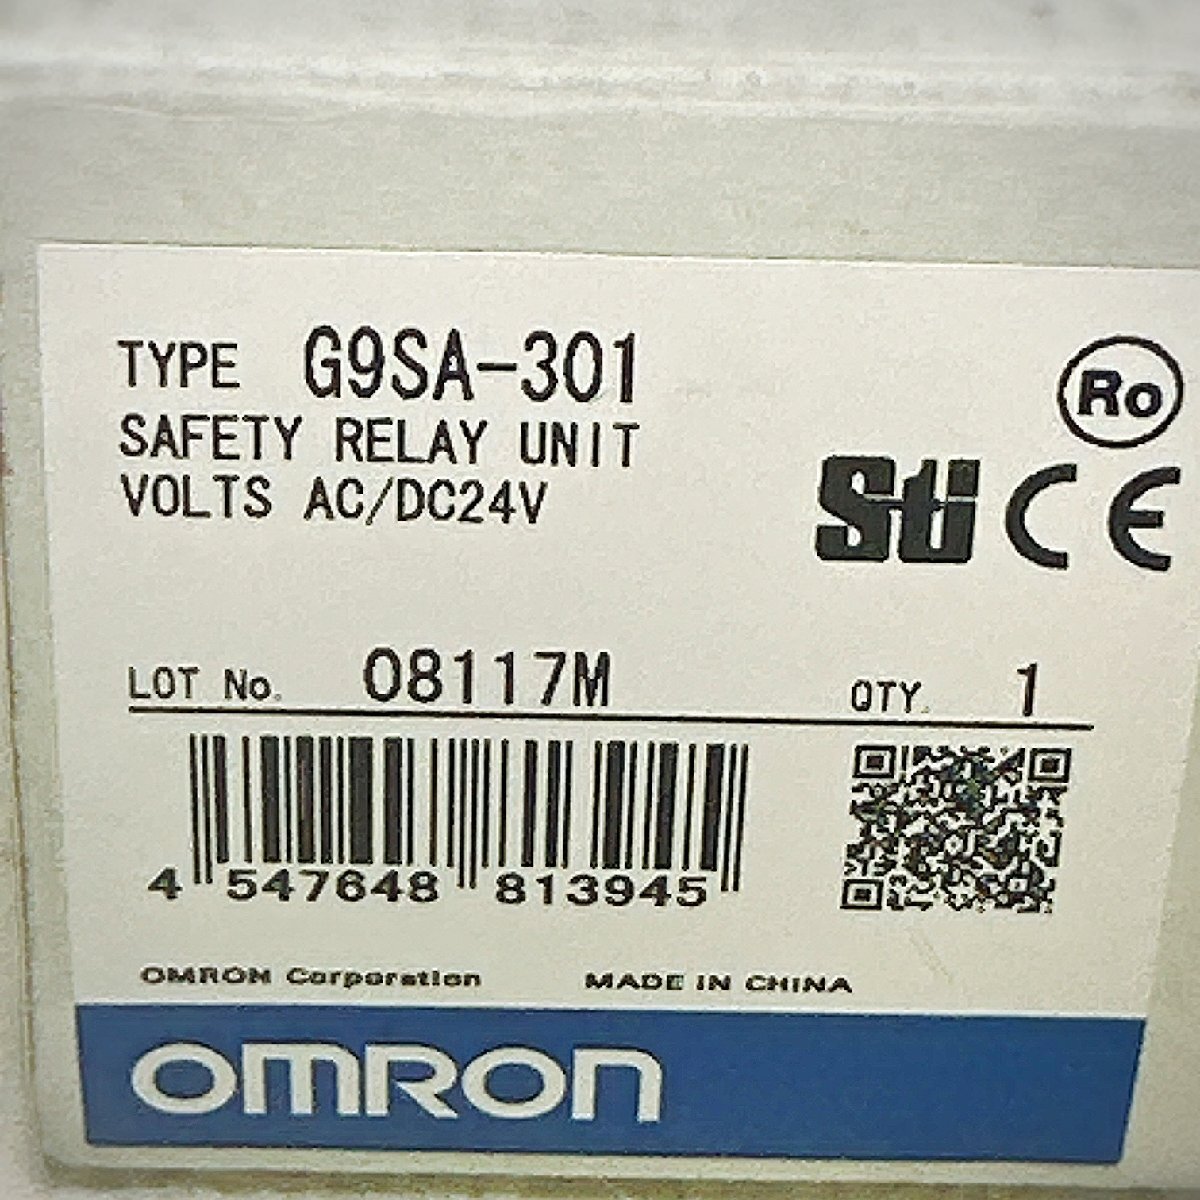 TYPE G9SA-301
SAFETY RELAY UNIT
VOLTS AC/DC24V
Ro
Sti CE
LOT No. 08117M QTY. 1
4 547648 813945
OMRON Corporation MADE IN CHINA
OMRON